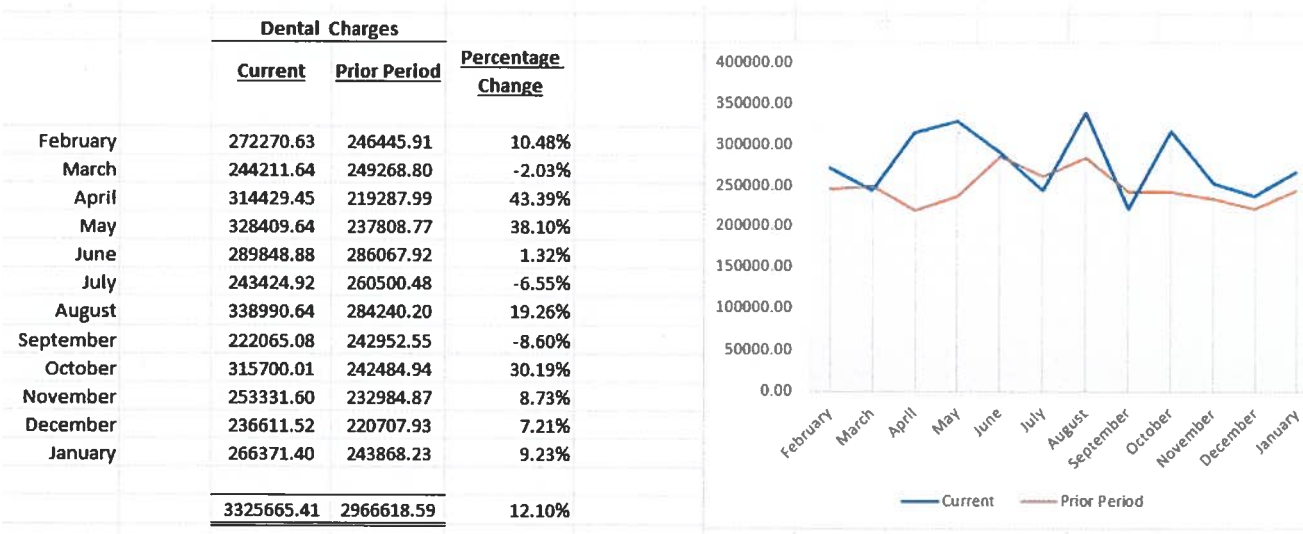 Dental Charges
Current Prior Period Percentage Change
February 272270.63 246445.91 10.48%
March 244211.64 249268.80 -2.03%
April 314429.45 219287.99 43.39%
May 328409.64 237808.77 38.10%
June 289848.88 286067.92 1.32%
July 243424.92 260500.48 -6.55%
August 338990.64 284240.20 19.26%
September 222065.08 242952.55 -8.60%
October 315700.01 242484.94 30.19%
November 253331.60 232984.87 8.73%
December 236611.52 220707.93 7.21%
January 266371.40 243868.23 9.23%
3325665.41 2966618.59 12.10%
400000.00
350000.00
300000.00
250000.00
200000.00
150000.00
100000.00
50000.00
0.00
February March April May June July August September October November December January
Current Prior Period